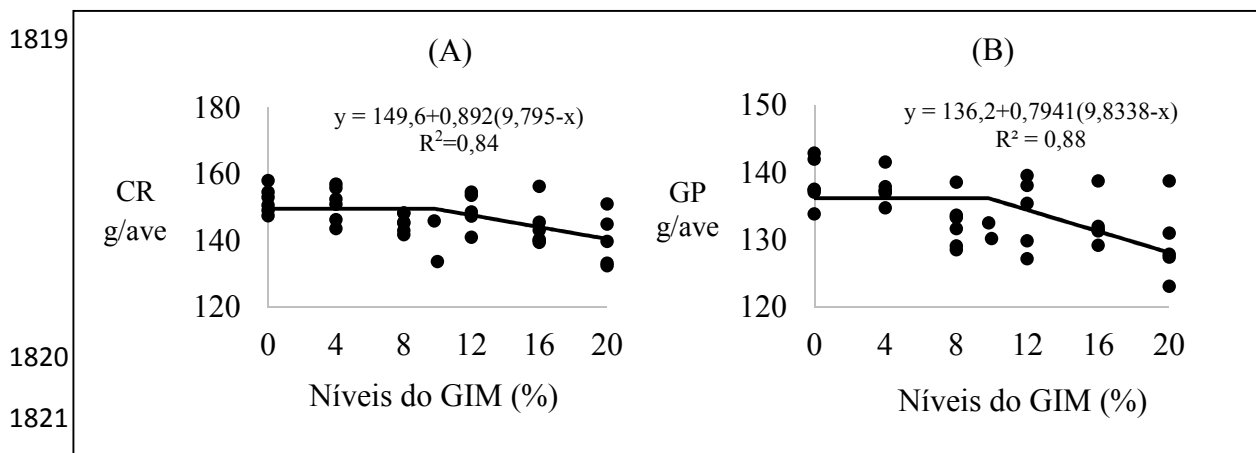 1819
(A)
180
160
140
120
CR
g/ave
y = 149,6+0,892(9,795-x)
R²=0,84
0 4 8 12 16 20
Níveis do GIM (%)
(B)
150
140
130
120
GP
g/ave
y = 136,2+0,7941(9,8338-x)
R² = 0,88
0 4 8 12 16 20
Níveis do GIM (%)
1820
1821